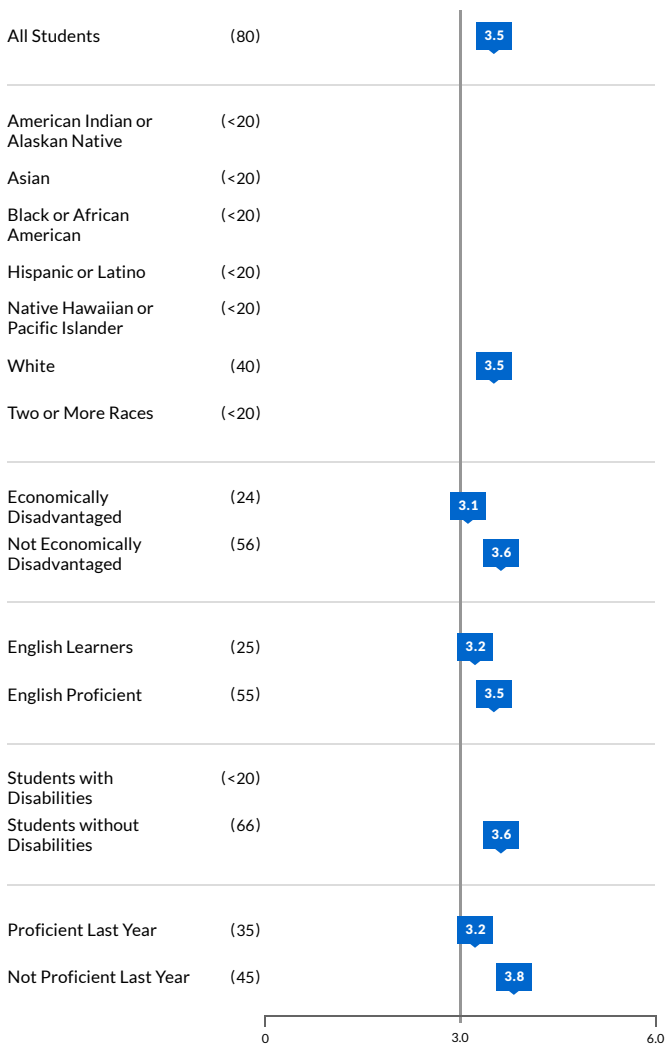 All Students (80) 3.5
American Indian or (<20)
Alaskan Native
Asian (<20)
Black or African (<20)
American
Hispanic or Latino (<20)
Native Hawaiian or (<20)
Pacific Islander
White (40) 3.5
Two or More Races (<20)
Economically (24) 3.1
Disadvantaged
Not Economically (56) 3.6
Disadvantaged
English Learners (25) 3.2
English Proficient (55) 3.5
Students with (<20)
Disabilities
Students without (66) 3.6
Disabilities
Proficient Last Year (35) 3.2
Not Proficient Last Year (45) 3.8
0 3.0 6.0